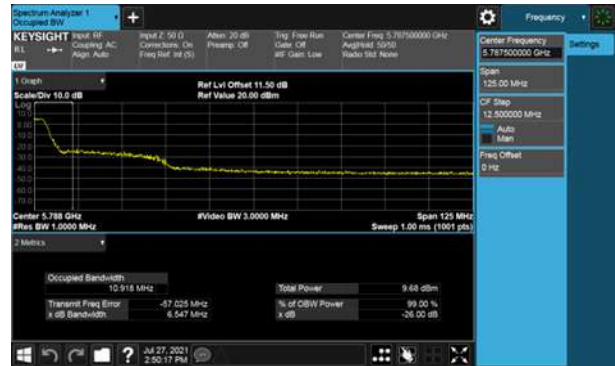 Spectrum Analyzer 1
Occupied BW
Frequency
KEYSIGHT
Input: RF
Coupling: AC
Align: Auto
Input Z: 50 Ω
Corrections: On
Freq Ref: Int (S)
Atten: 20 dB
Preamp: Off
Trig: Free Run
Gate: Off
#IF Gain: Low
Center Freq: 5.787500000 GHz
Avg|Hold: 50/50
Radio Std: None
Center Frequency
5.787500000 GHz
Settings
Span
125.00 MHz
CF Step
12.500000 MHz
Auto
Man
Freq Offset
0 Hz
1 Graph
Scale/Div 10.0 dB
Ref Lvl Offset 11.50 dB
Ref Value 20.00 dBm
Log
Center 5.788 GHz
#Res BW 1.0000 MHz
#Video BW 3.0000 MHz
Span 125 MHz
Sweep 1.00 ms (1001 pts)
2 Metrics
Occupied Bandwidth
10.918 MHz
Total Power 9.68 dBm
Transmit Freq Error -57.025 MHz
% of OBW Power 99.00 %
x dB Bandwidth 6.547 MHz
x dB -26.00 dB
?
Jul 27, 2021
2:50:17 PM